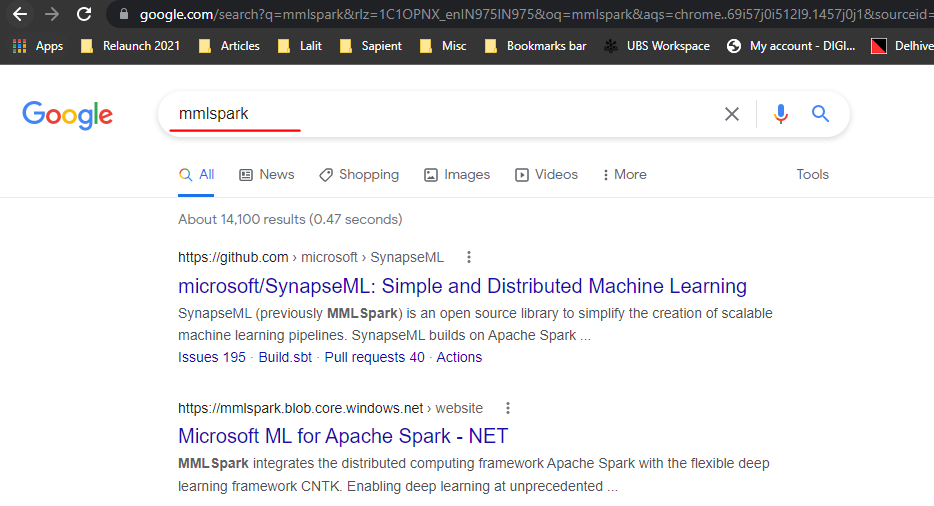 google.com/search?q=mmlspark&rlz=1C1OPNX_enIN975IN975&oq=mmlspark&aqs=chrome..69i57j0i512l9.1457j0j1&sourceid=
Apps Relaunch 2021 Articles Lalit Sapient Misc Bookmarks bar UBS Workspace My account - DIGI... Delhive
Google mmlspark
All News Shopping Images Videos More Tools
About 14,100 results (0.47 seconds)
https://github.com › microsoft › SynapseML
microsoft/SynapseML: Simple and Distributed Machine Learning
SynapseML (previously MMLSpark) is an open source library to simplify the creation of scalable
machine learning pipelines. SynapseML builds on Apache Spark ...
Issues 195 · Build.sbt · Pull requests 40 · Actions
https://mmlspark.blob.core.windows.net › website
Microsoft ML for Apache Spark - NET
MMLSpark integrates the distributed computing framework Apache Spark with the flexible deep
learning framework CNTK. Enabling deep learning at unprecedented ...